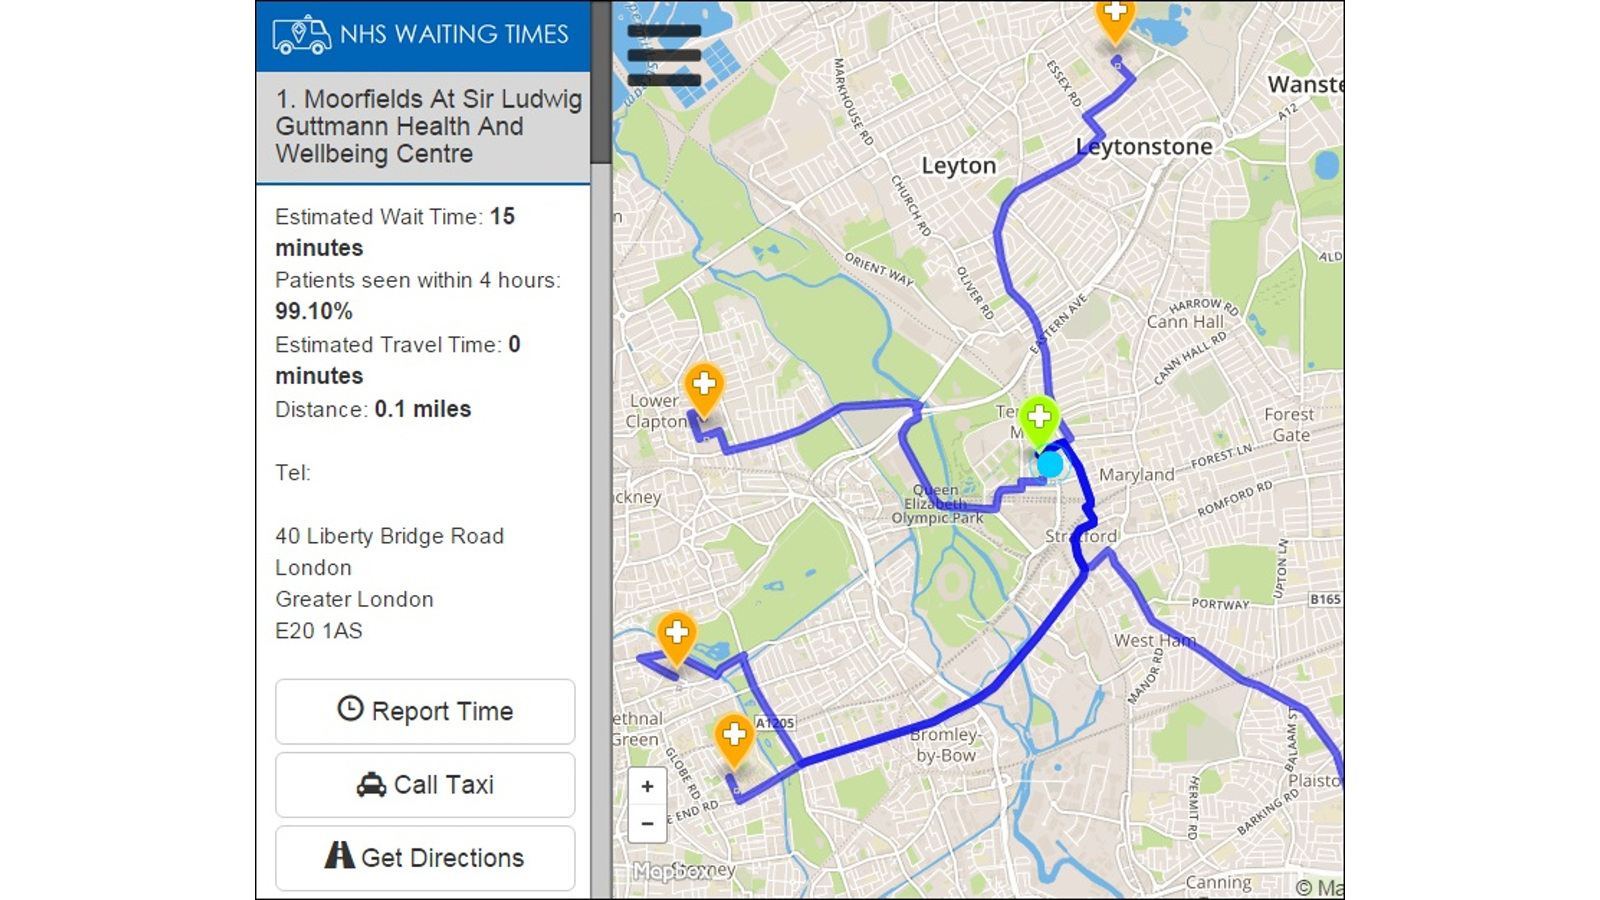 NHS WAITING TIMES
1. Moorfields At Sir Ludwig
Guttmann Health And
Wellbeing Centre
Estimated Wait Time: 15
minutes
Patients seen within 4 hours:
99.10%
Estimated Travel Time: 0
minutes
Distance: 0.1 miles
Tel:
40 Liberty Bridge Road
London
Greater London
E20 1AS
Report Time
Call Taxi
Get Directions
MARKHOUSE RD
ESSEX RD
Wanste
A12
Leytonstone
Leyton
CHURCH RD
ORIENT WAY
OLIVER RD
ALD
EASTERN AVE
HARROW RD
Cann Hall
CANN HALL RD
Lower
Clapton
Te
M
Forest
Gate
FOREST LN
Maryland
ROMFORD RD
ckney
Queen
Elizabeth
Olympic Park
Stratford
UPTON LN
PORTWAY
B165
West Ham
MANOR RD
ethnal
Green
A1205
GLOBE RD
Bromley-
by-Bow
BALAAM ST
Plaisto
HERMIT RD
BARKING RD
E END RD
+
−
MapBox
Canning
© Ma